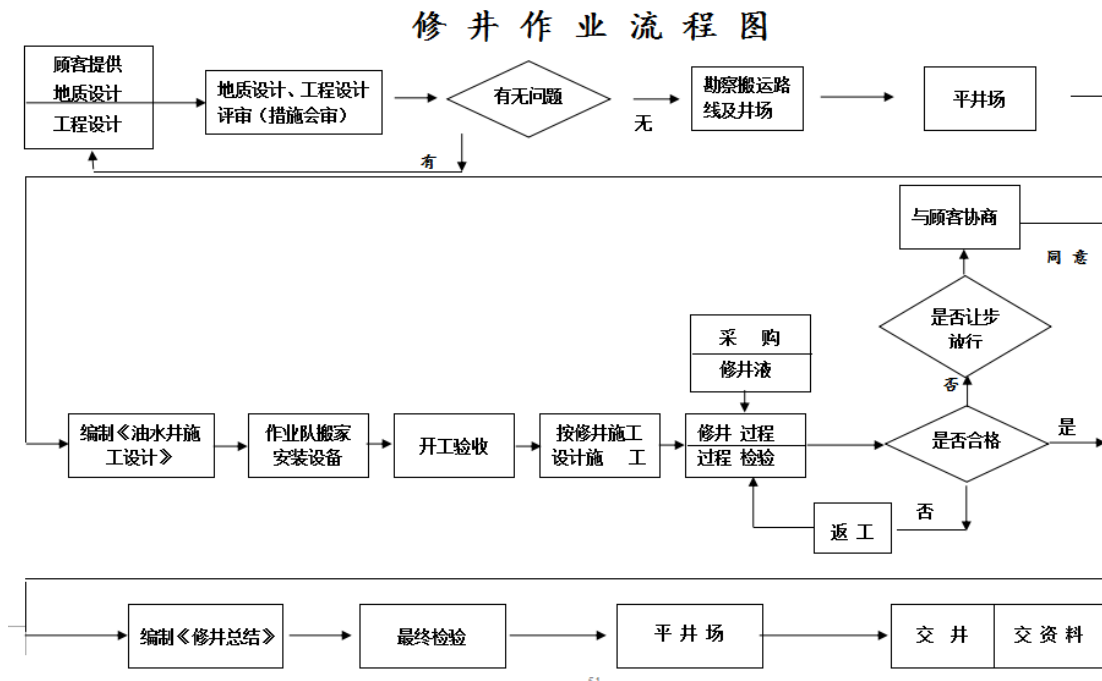 修 井 作 业 流 程 图
顾客提供
地质设计
工程设计
地质设计、工程设计
评审（措施会审）
有无问题
无
有
勘察搬运路
线及井场
平井场
与顾客协商
同 意
是否让步
放行
否
采 购
修井液
编制《油水井施
工设计》
作业队搬家
安装设备
开工验收
按修井施工
设计施 工
修井 过程
过程 检验
是否合格
是
否
返 工
编制《修井总结》
最终检验
平 井 场
交 井
交 资 料